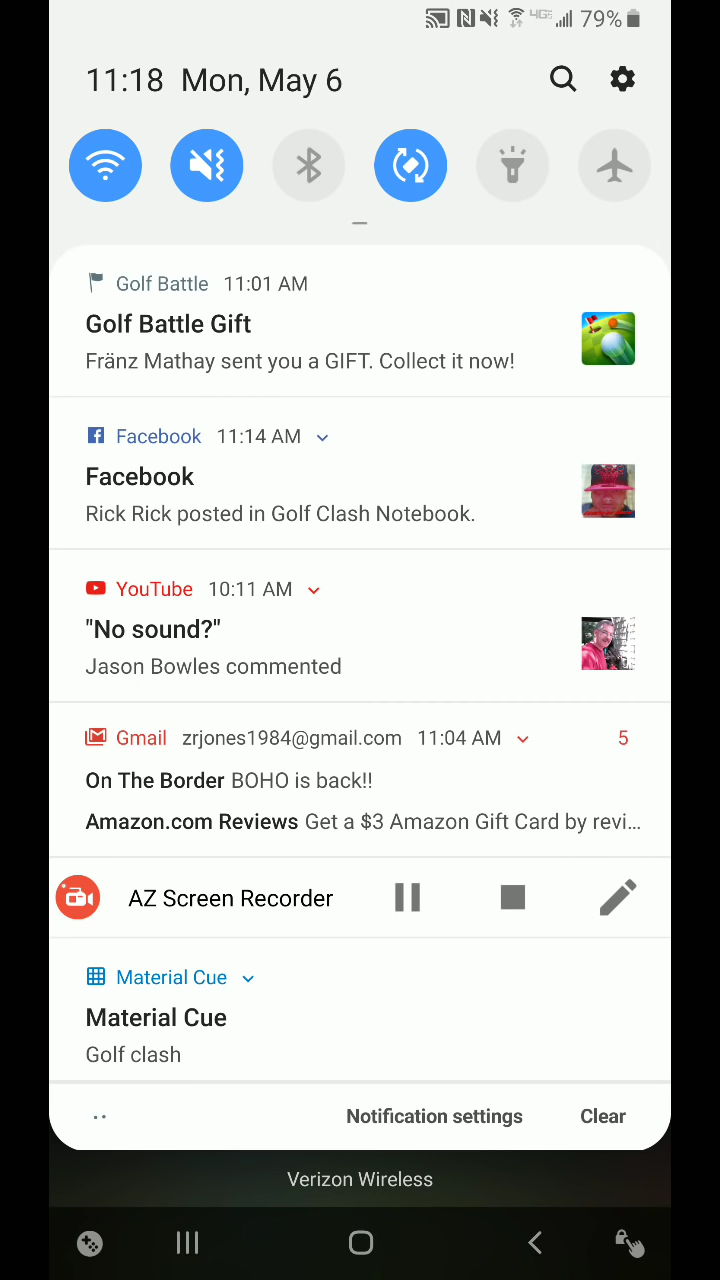 4GE 79%
11:18 Mon, May 6
Golf Battle 11:01 AM
Golf Battle Gift
Fränz Mathay sent you a GIFT. Collect it now!
Facebook 11:14 AM
Facebook
Rick Rick posted in Golf Clash Notebook.
YouTube 10:11 AM
"No sound?"
Jason Bowles commented
Gmail zrjones1984@gmail.com 11:04 AM 5
On The Border BOHO is back!!
Amazon.com Reviews Get a $3 Amazon Gift Card by revi...
AZ Screen Recorder
Material Cue
Material Cue
Golf clash
Notification settings Clear
Verizon Wireless